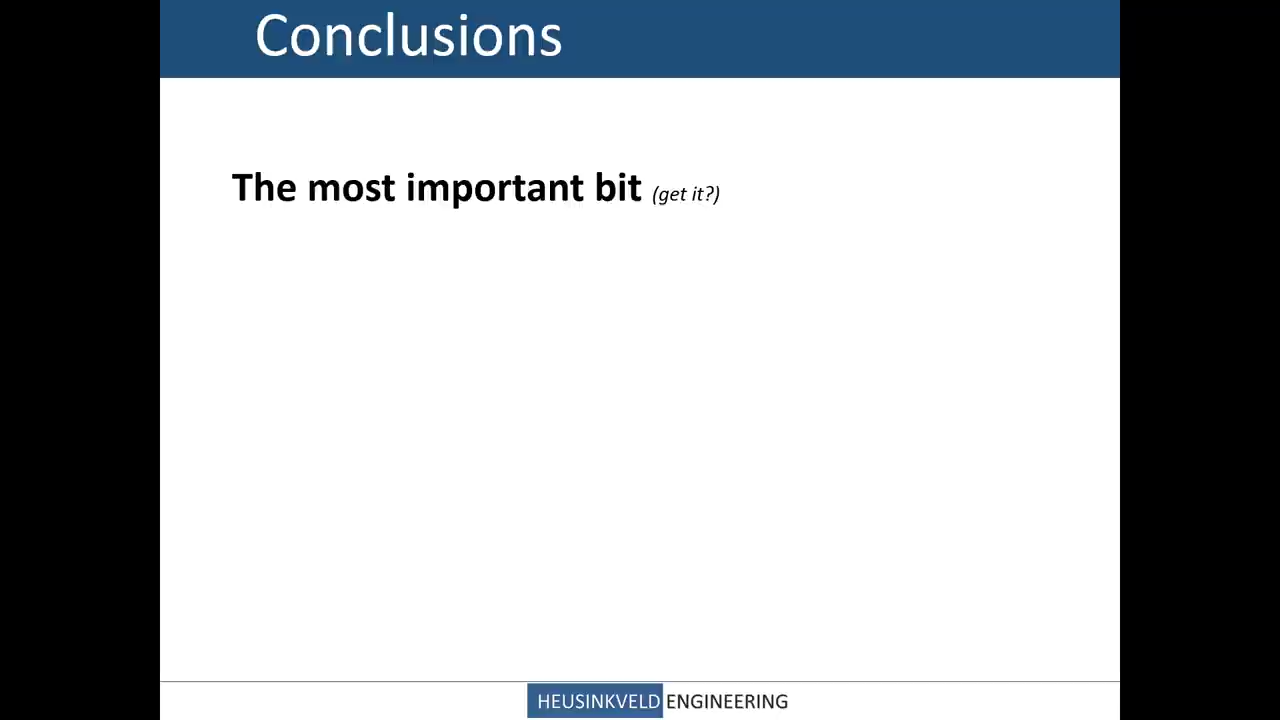 Conclusions
The most important bit (get it?)
HEUSINKVELD ENGINEERING